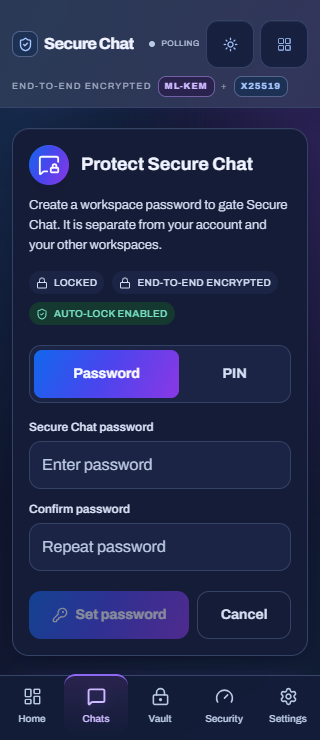 Secure Chat
POLLING
END-TO-END ENCRYPTED ML-KEM + X25519
Protect Secure Chat
Create a workspace password to gate Secure
Chat. It is separate from your account and
your other workspaces.
LOCKED
END-TO-END ENCRYPTED
AUTO-LOCK ENABLED
Password
PIN
Secure Chat password
Enter password
Confirm password
Repeat password
Set password
Cancel
Home
Chats
Vault
Security
Settings